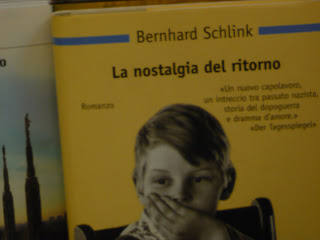 o
Bernhard Schlink
La nostalgia del ritorno
Romanzo
«Un nuovo capolavoro,
un intreccio tra passato nazista,
storia del dopoguerra
e dramma d'amore.»
«Der Tagesspiegel»